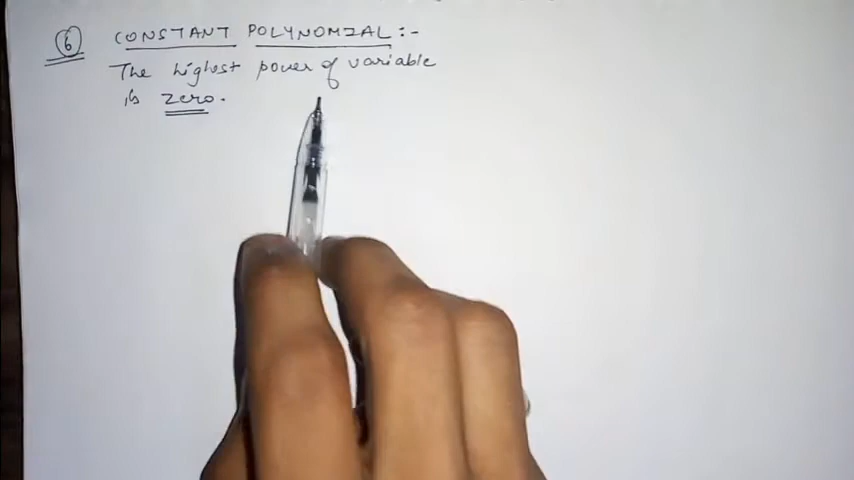 6 CONSTANT POLYNOMIAL :-
The highest power of variable
is zero.